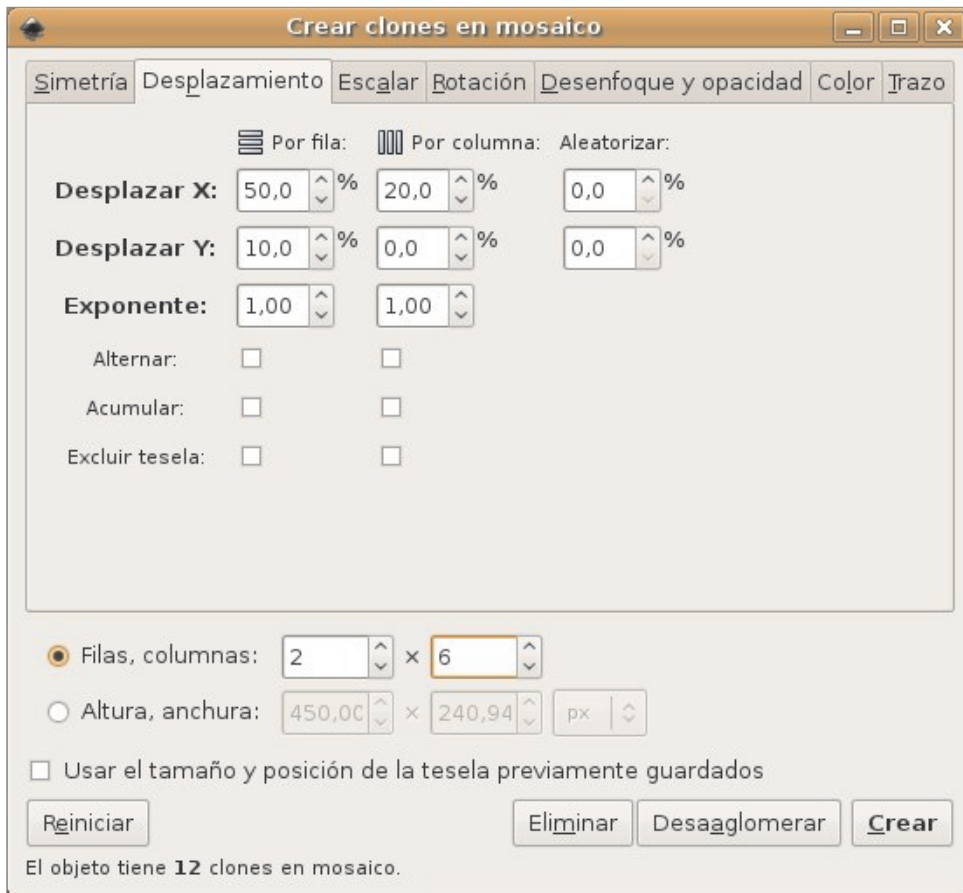 Crear clones en mosaico
Simetría Desplazamiento Escalar Rotación Desenfoque y opacidad Color Trazo
Por fila: Por columna: Aleatorizar:
Desplazar X: 50,0 % 20,0 % 0,0 %
Desplazar Y: 10,0 % 0,0 % 0,0 %
Exponente: 1,00 1,00
Alternar:
Acumular:
Excluir tesela:
Filas, columnas: 2 × 6
Altura, anchura: 450,00 × 240,94 px
Usar el tamaño y posición de la tesela previamente guardados
Reiniciar Eliminar Desaaglomerar Crear
El objeto tiene 12 clones en mosaico.